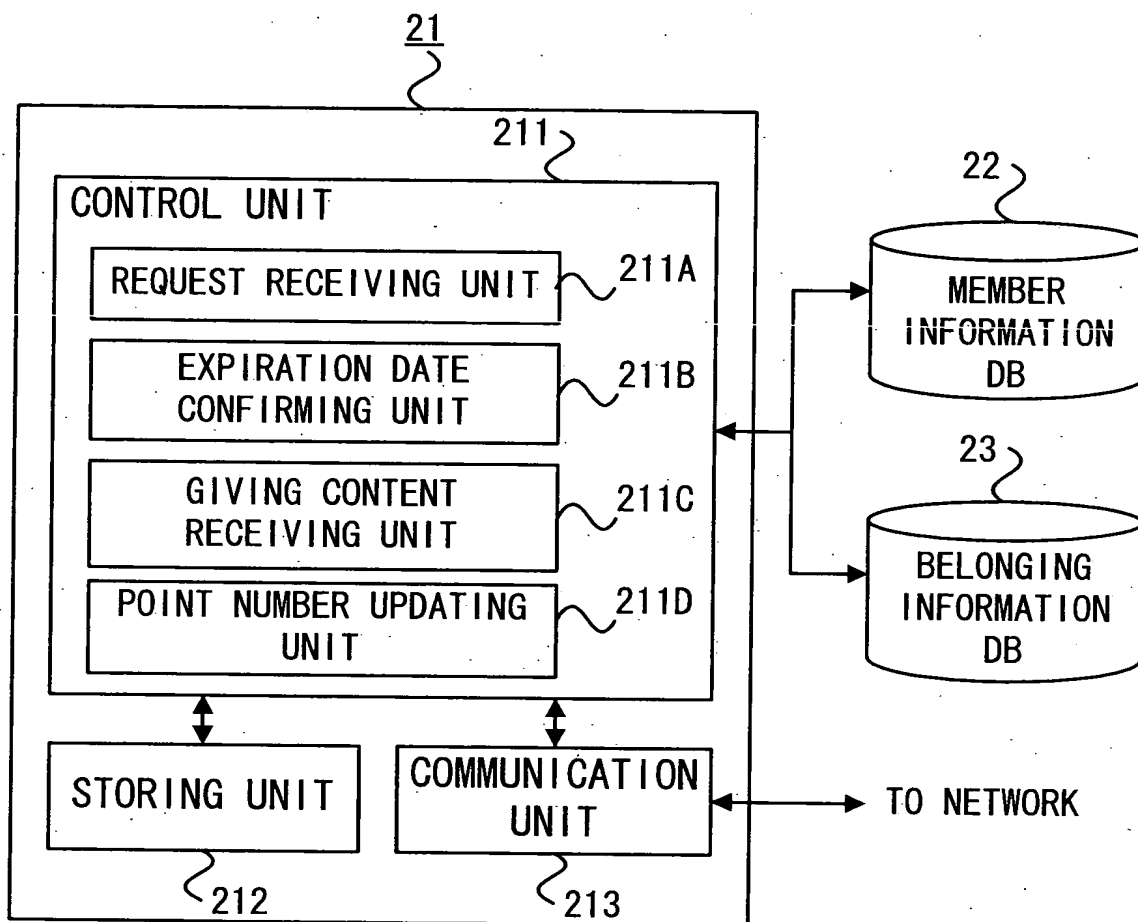 21
211
CONTROL UNIT
REQUEST RECEIVING UNIT
211A
EXPIRATION DATE
CONFIRMING UNIT
211B
GIVING CONTENT
RECEIVING UNIT
211C
POINT NUMBER UPDATING
UNIT
211D
22
MEMBER
INFORMATION
DB
23
BELONGING
INFORMATION
DB
STORING UNIT
COMMUNICATION
UNIT
TO NETWORK
212
213